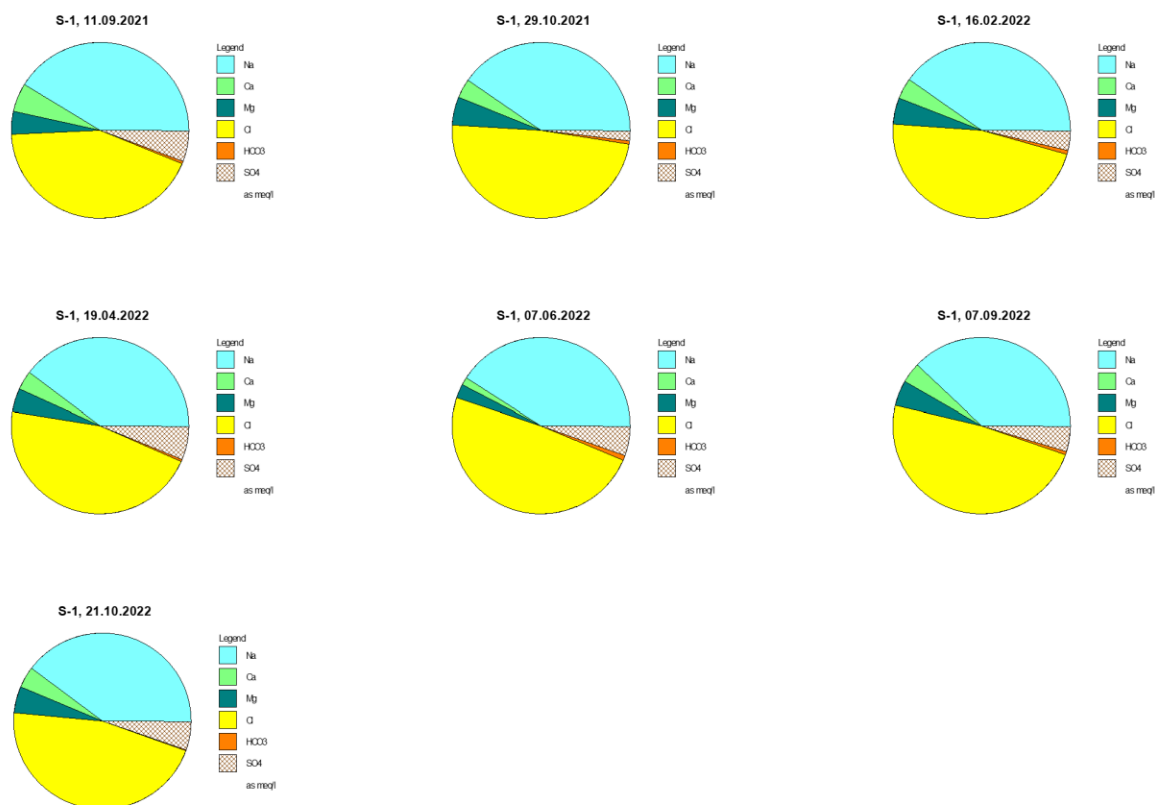 S-1, 11.09.2021
Legend
Na
Ca
Mg
Cl
HCO3
SO4
as meq/l
S-1, 29.10.2021
Legend
Na
Ca
Mg
Cl
HCO3
SO4
as meq/l
S-1, 16.02.2022
Legend
Na
Ca
Mg
Cl
HCO3
SO4
as meq/l
S-1, 19.04.2022
Legend
Na
Ca
Mg
Cl
HCO3
SO4
as meq/l
S-1, 07.06.2022
Legend
Na
Ca
Mg
Cl
HCO3
SO4
as meq/l
S-1, 07.09.2022
Legend
Na
Ca
Mg
Cl
HCO3
SO4
as meq/l
S-1, 21.10.2022
Legend
Na
Ca
Mg
Cl
HCO3
SO4
as meq/l